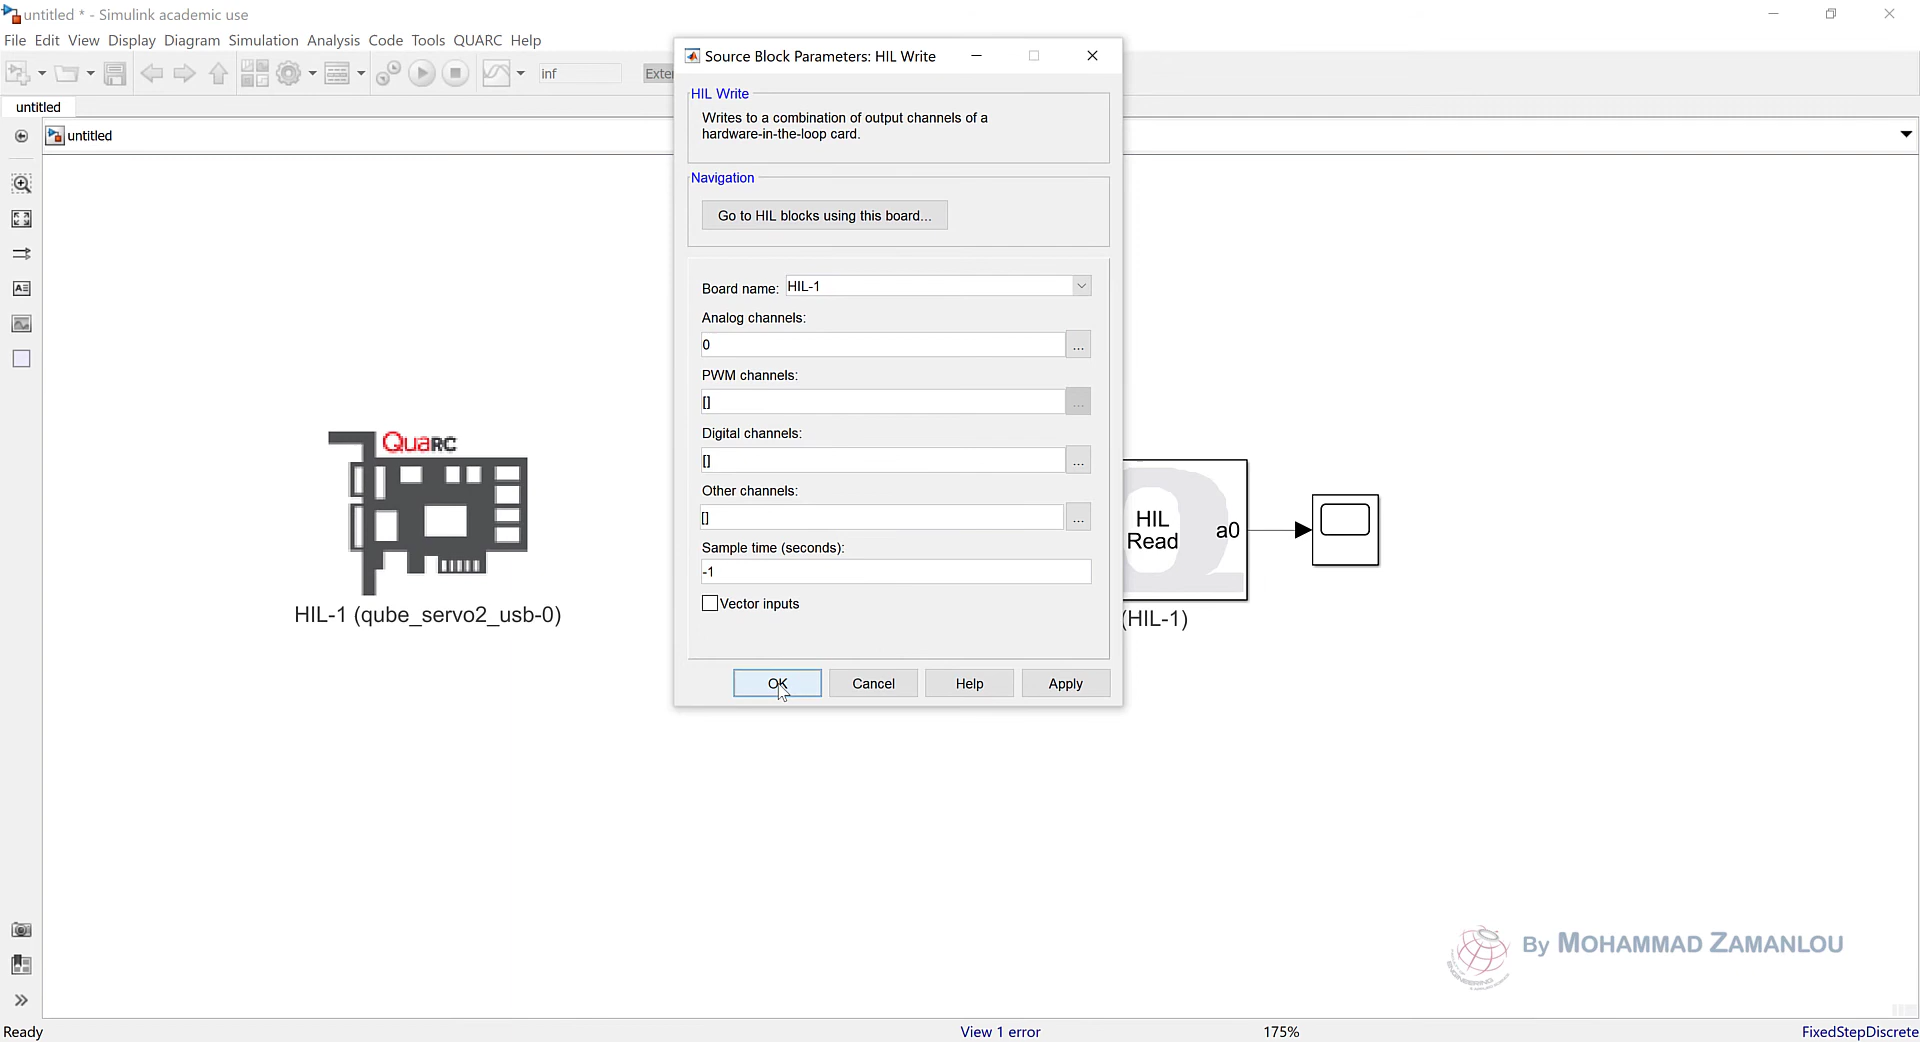 untitled * - Simulink academic use
File Edit View Display Diagram Simulation Analysis Code Tools QUARC Help
inf
Exter
untitled
untitled
Source Block Parameters: HIL Write
HIL Write
Writes to a combination of output channels of a
hardware-in-the-loop card.
Navigation
Go to HIL blocks using this board...
Board name: HIL-1
Analog channels:
0
...
PWM channels:
[]
...
Digital channels:
[]
...
Other channels:
[]
...
Sample time (seconds):
-1
Vector inputs
OK Cancel Help Apply
QUARC
HIL-1 (qube_servo2_usb-0)
HIL
Read
a0
(HIL-1)
By MOHAMMAD ZAMANLOU
Ready
View 1 error
175%
FixedStepDiscrete